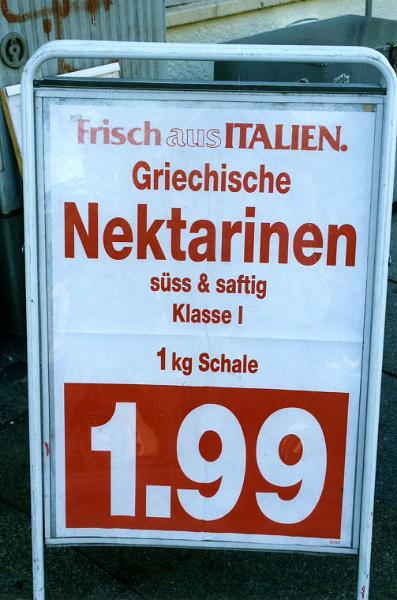 Frisch aus ITALIEN.
Griechische
Nektarinen
süss & saftig
Klasse I
1 kg Schale
1.99